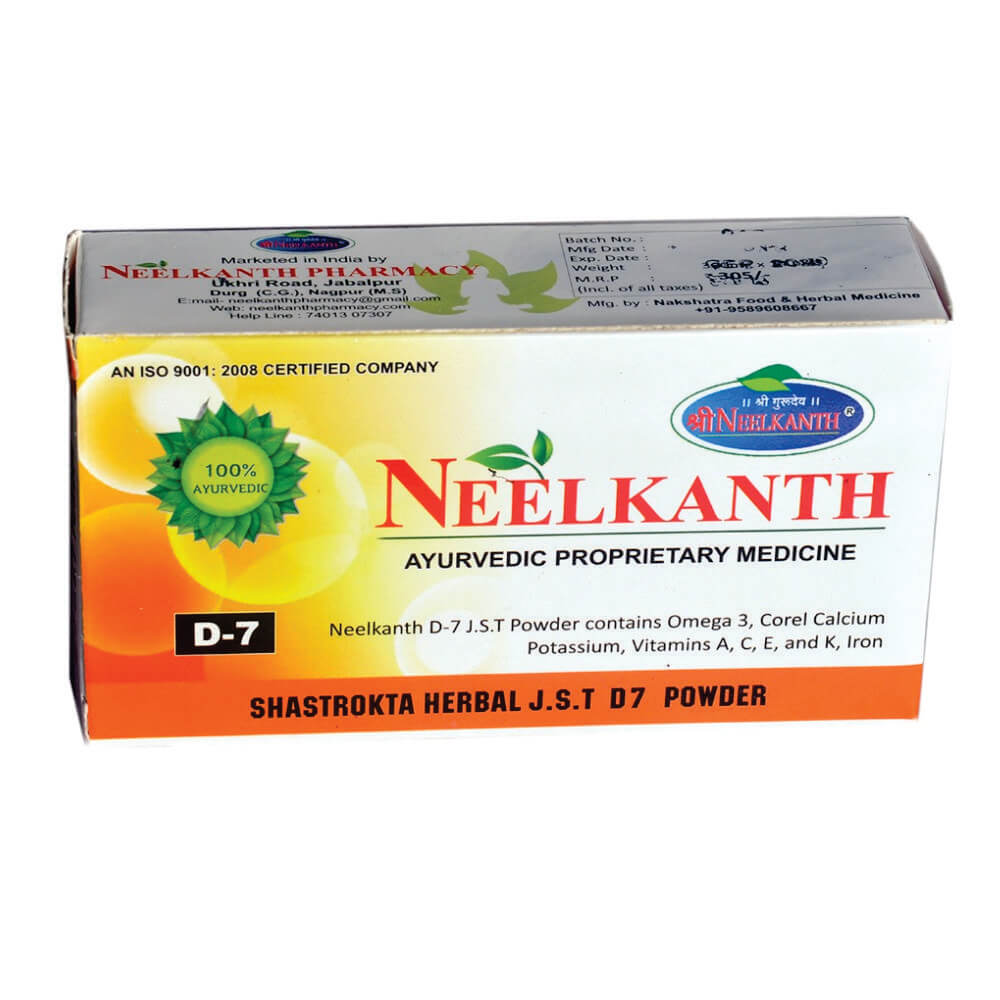 ।। श्री गुरुदेव ।।
श्री NEELKANTH ®
Marketed in India by
NEELKANTH PHARMACY
Ukhri Road, Jabalpur
Durg (C.G.), Nagpur (M.S)
E:mail- neelkanthpharmacy@gmail.com
Web: neelkanthpharmacy.com
Help Line : 74013 07307
Batch No. :
Mfg Date :
Exp. Date :
Weight :
M.R.P : 305/-
(Incl. of all taxes)
Mfg. by : Nakshatra Food & Herbal Medicine
+91-9589608667
AN ISO 9001: 2008 CERTIFIED COMPANY
।। श्री गुरूदेव ।।
श्री NEELKANTH ®
100%
AYURVEDIC
NEELKANTH
AYURVEDIC PROPRIETARY MEDICINE
D-7
Neelkanth D-7 J.S.T Powder contains Omega 3, Corel Calcium
Potassium, Vitamins A, C, E, and K, Iron
SHASTROKTA HERBAL J.S.T D7 POWDER